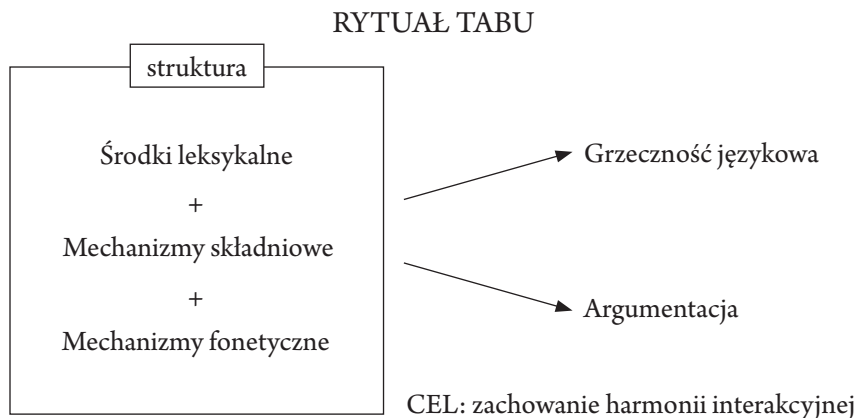 RYTUAŁ TABU
struktura
Środki leksykalne
+
Mechanizmy składniowe
+
Mechanizmy fonetyczne
Grzeczność językowa
Argumentacja
CEL: zachowanie harmonii interakcyjnej